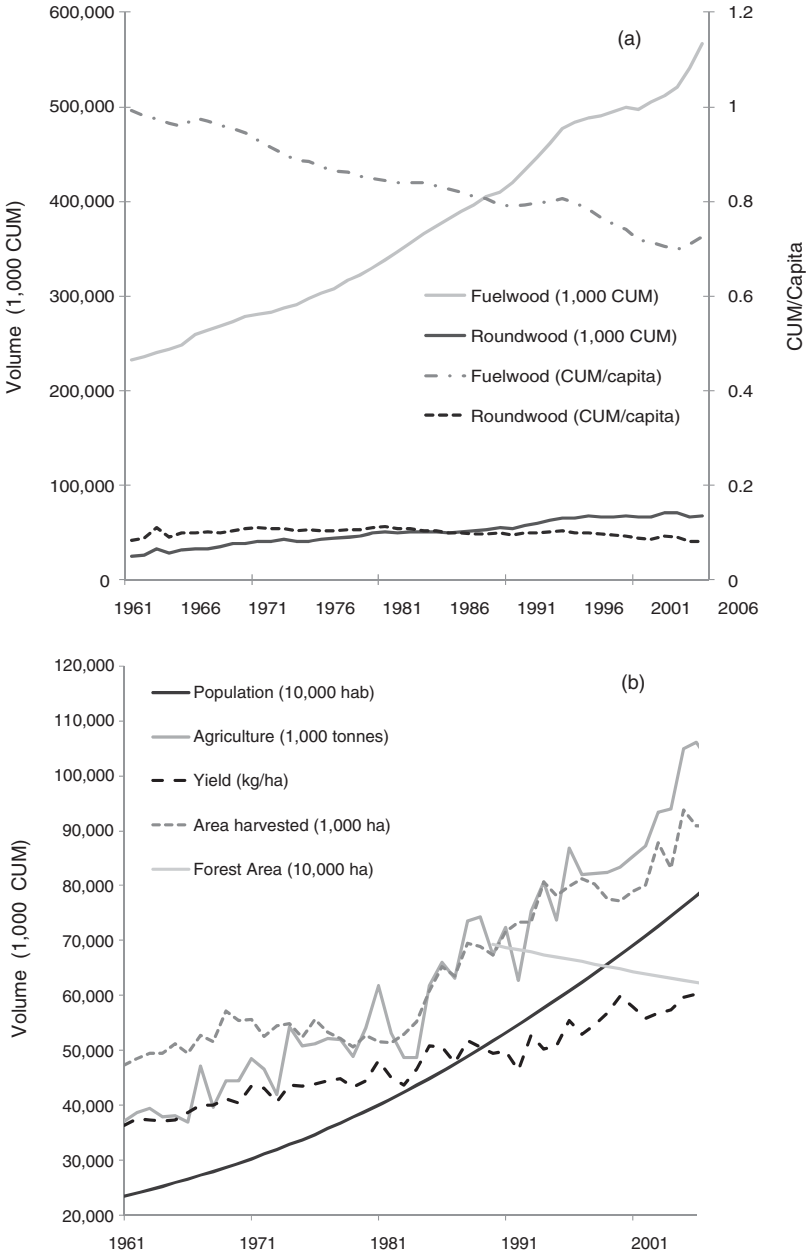 600,000
(a)
1.2
500,000
1
400,000
0.8
Volume (1,000 CUM)
300,000
Fuelwood (1,000 CUM)
0.6
CUM/Capita
Roundwood (1,000 CUM)
200,000
Fuelwood (CUM/capita)
0.4
Roundwood (CUM/capita)
100,000
0.2
0
0
1961 1966 1971 1976 1981 1986 1991 1996 2001 2006
120,000
Population (10,000 hab)
(b)
110,000
Agriculture (1,000 tonnes)
100,000
Yield (kg/ha)
90,000
Area harvested (1,000 ha)
Forest Area (10,000 ha)
80,000
Volume (1,000 CUM)
70,000
60,000
50,000
40,000
30,000
20,000
1961 1971 1981 1991 2001